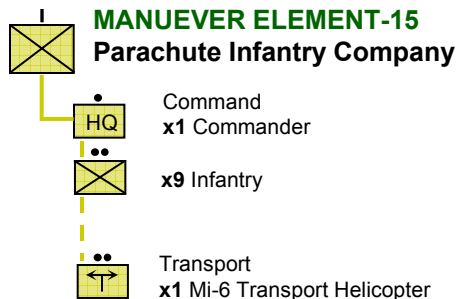 MANUEVER ELEMENT-15
Parachute Infantry Company
Command
HQ
x1 Commander
x9 Infantry
Transport
x1 Mi-6 Transport Helicopter